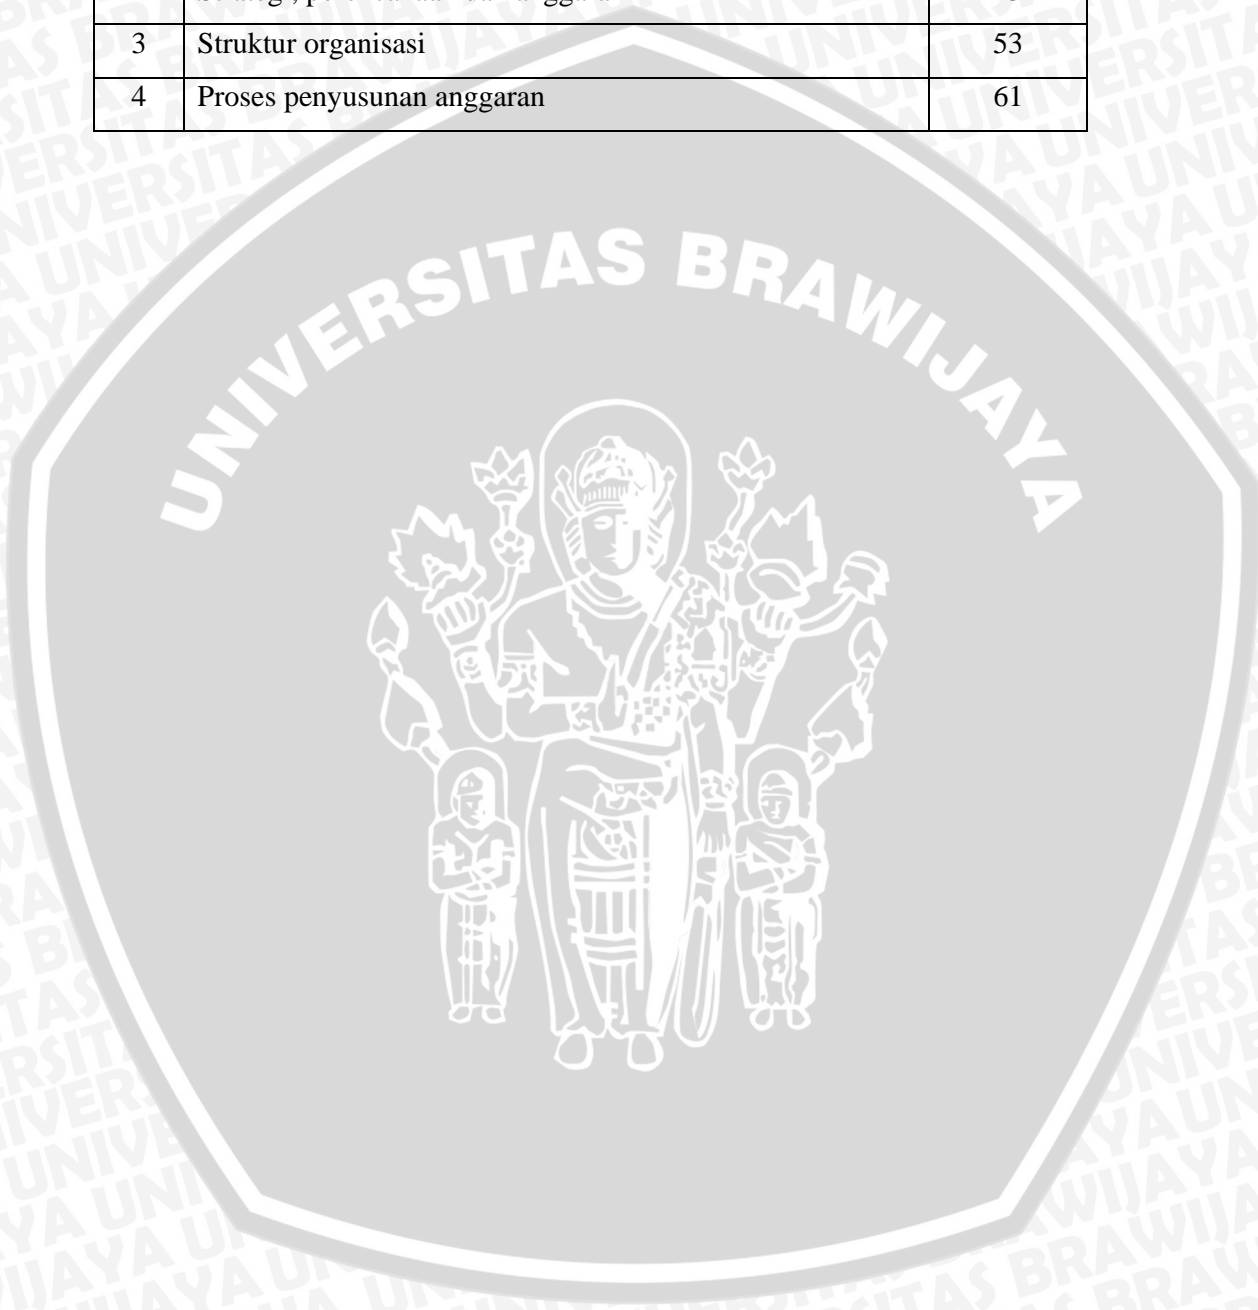 3 Struktur organisasi 53
4 Proses penyusunan anggaran 61
UNIVERSITAS BRAWIJAYA